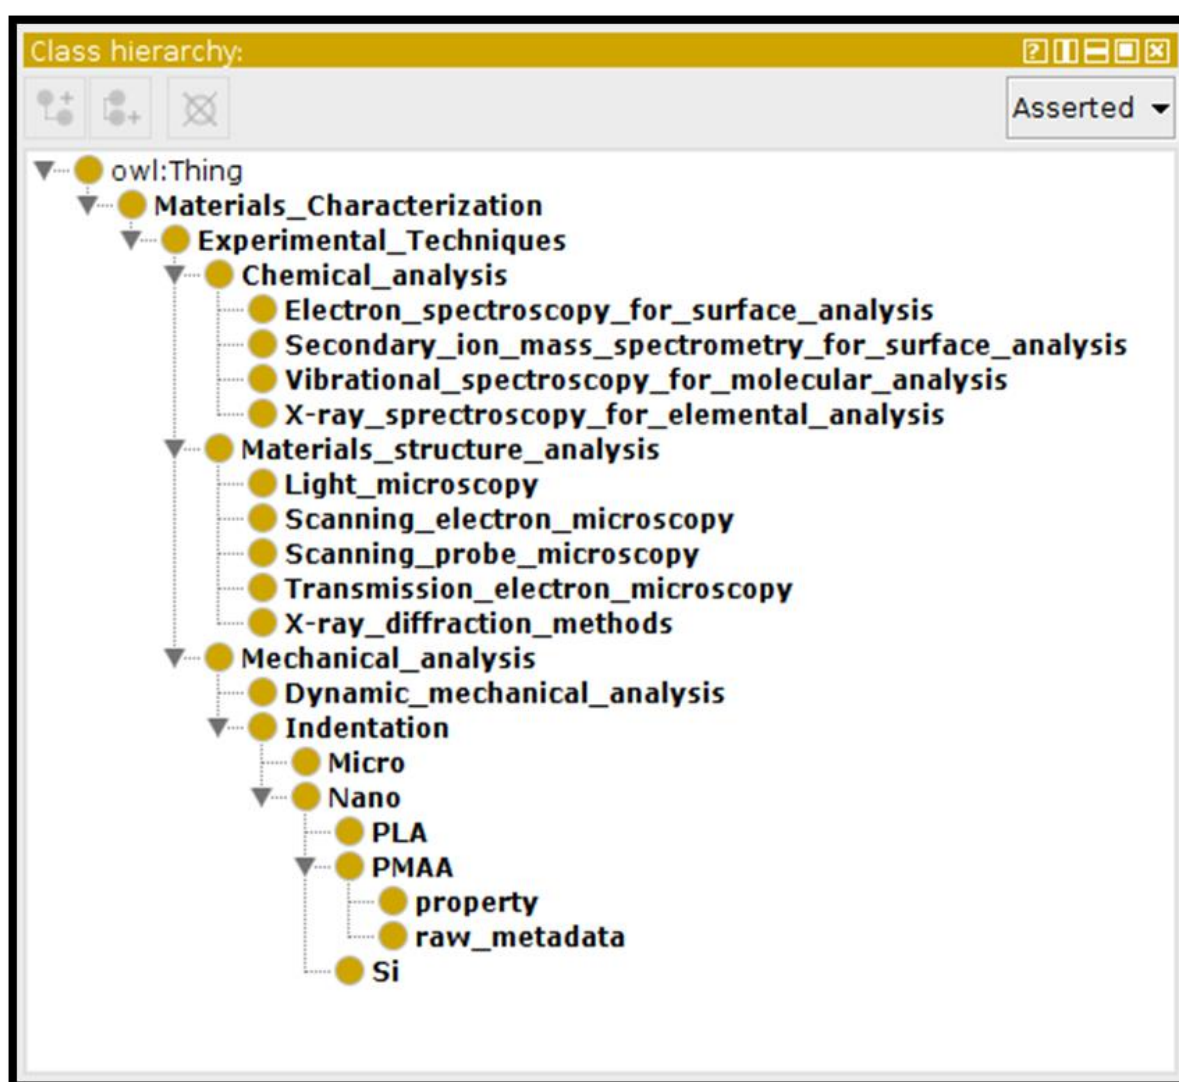 Class hierarchy:
Asserted
owl:Thing
Materials_Characterization
Experimental_Techniques
Chemical_analysis
Electron_spectroscopy_for_surface_analysis
Secondary_ion_mass_spectrometry_for_surface_analysis
Vibrational_spectroscopy_for_molecular_analysis
X-ray_sprectroscopy_for_elemental_analysis
Materials_structure_analysis
Light_microscopy
Scanning_electron_microscopy
Scanning_probe_microscopy
Transmission_electron_microscopy
X-ray_diffraction_methods
Mechanical_analysis
Dynamic_mechanical_analysis
Indentation
Micro
Nano
PLA
PMAA
property
raw_metadata
Si